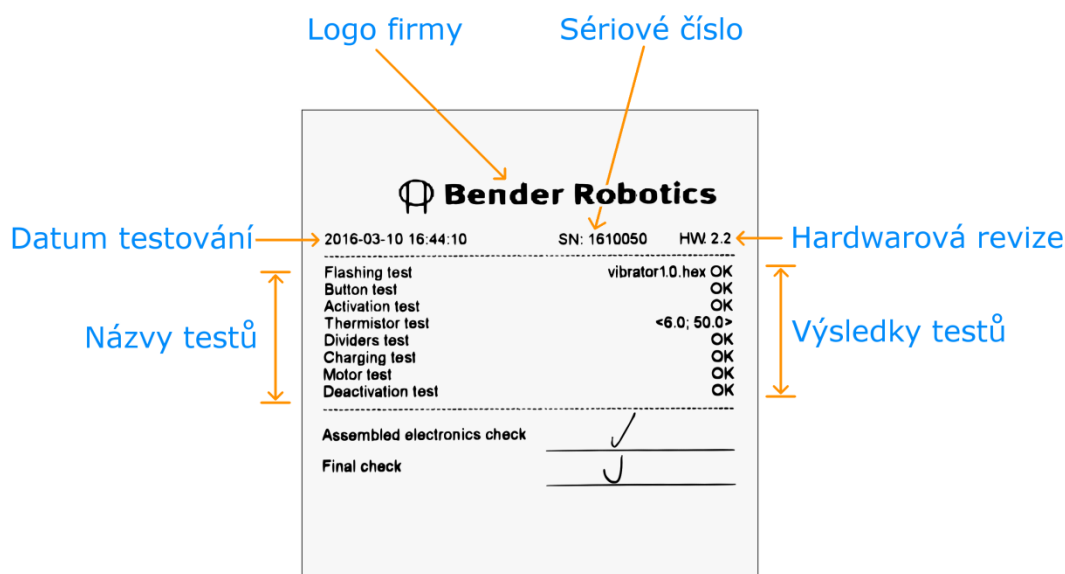 Logo firmy
Sériové číslo
Bender Robotics
Datum testování
2016-03-10 16:44:10 SN: 1610050 HW. 2.2
Hardwarová revize
Flashing test vibrator1.0.hex OK
Button test OK
Activation test OK
Thermistor test <6.0; 50.0>
Názvy testů
Výsledky testů
Dividers test OK
Charging test OK
Motor test OK
Deactivation test OK
Assembled electronics check
Final check